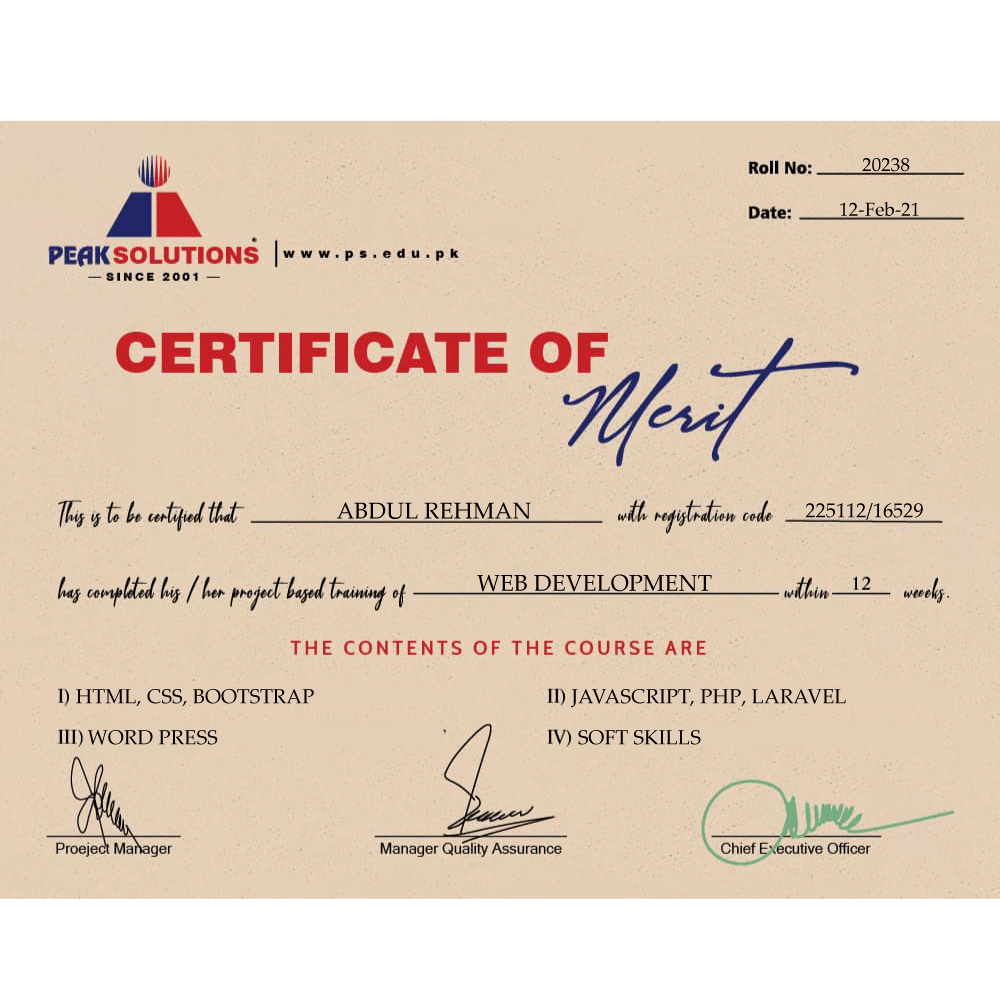 Roll No: 20238
Date: 12-Feb-21
PEAK SOLUTIONS
www.ps.edu.pk
SINCE 2001
CERTIFICATE OF
Merit
This is to be certified that ABDUL REHMAN with registration code 225112/16529
has completed his / her project based training of WEB DEVELOPMENT within 12 weeeks.
THE CONTENTS OF THE COURSE ARE
I) HTML, CSS, BOOTSTRAP II) JAVASCRIPT, PHP, LARAVEL
III) WORD PRESS IV) SOFT SKILLS
Proeject Manager Manager Quality Assurance Chief Executive Officer